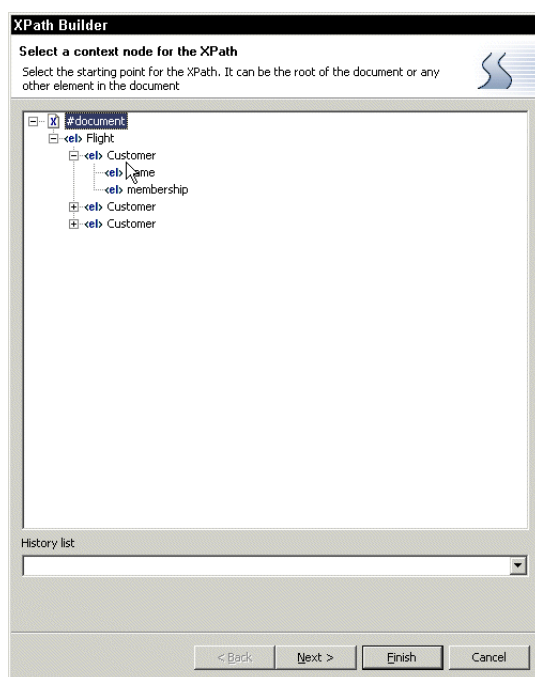 XPath Builder
Select a context node for the XPath
Select the starting point for the XPath. It can be the root of the document or any
other element in the document
#document
<el> Flight
<el> Customer
<el> ame
<el> membership
<el> Customer
<el> Customer
History list
< Back Next > Finish Cancel